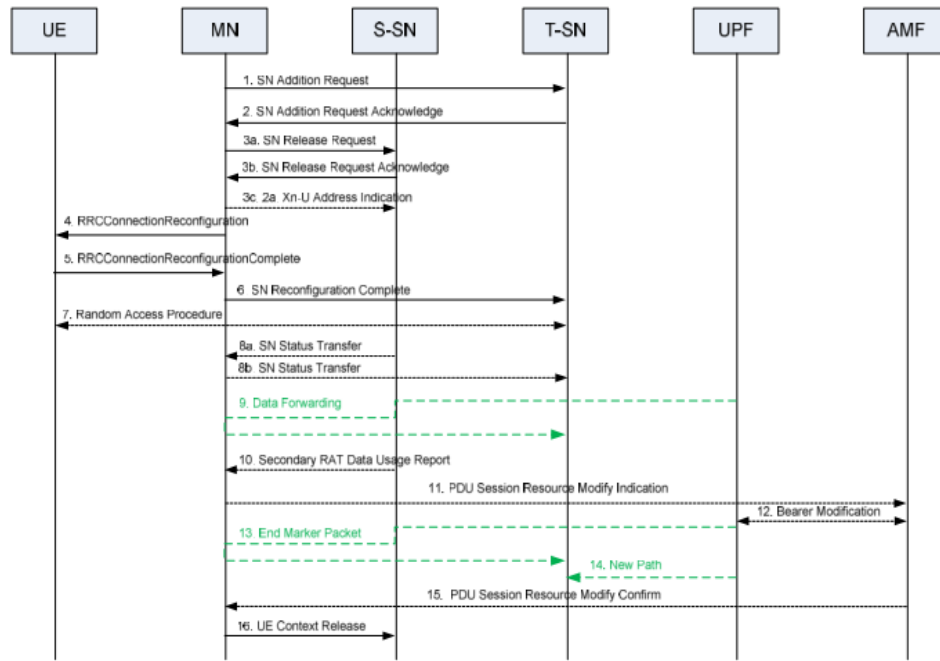 UE MN S-SN T-SN UPF AMF
1. SN Addition Request
2. SN Addition Request Acknowledge
3a. SN Release Request
3b. SN Release Request Acknowledge
3c. 2a. Xn-U Address Indication
4. RRCConnectionReconfiguration
5. RRCConnectionReconfigurationComplete
6 SN Reconfiguration Complete
7. Random Access Procedure
8a. SN Status Transfer
8b. SN Status Transfer
9. Data Forwarding
10. Secondary RAT Data Usage Report
11. PDU Session Resource Modify Indication
12. Bearer Modification
13. End Marker Packet
14. New Path
15. PDU Session Resource Modify Confirm
16. UE Context Release